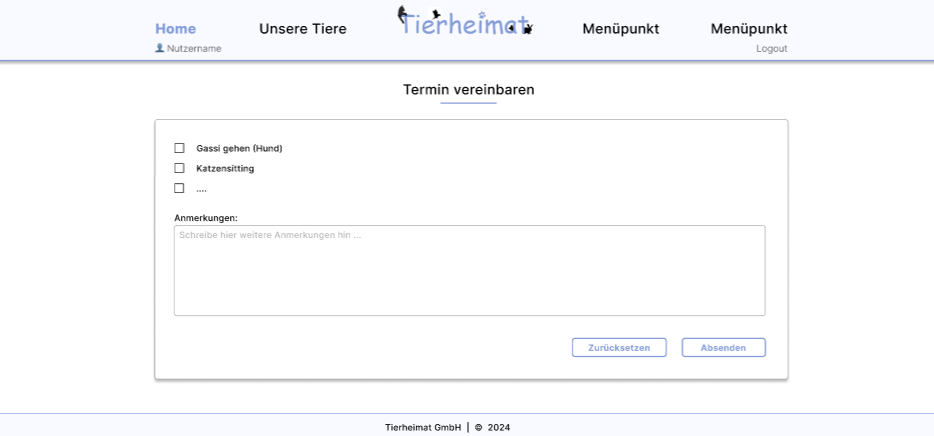 Home Unsere Tiere Tierheimat Menüpunkt Menüpunkt
Nutzername Logout
Termin vereinbaren
Gassi gehen (Hund)
Katzensitting
....
Anmerkungen:
Schreibe hier weitere Anmerkungen hin ...
Zurücksetzen Absenden
Tierheimat GmbH | © 2024